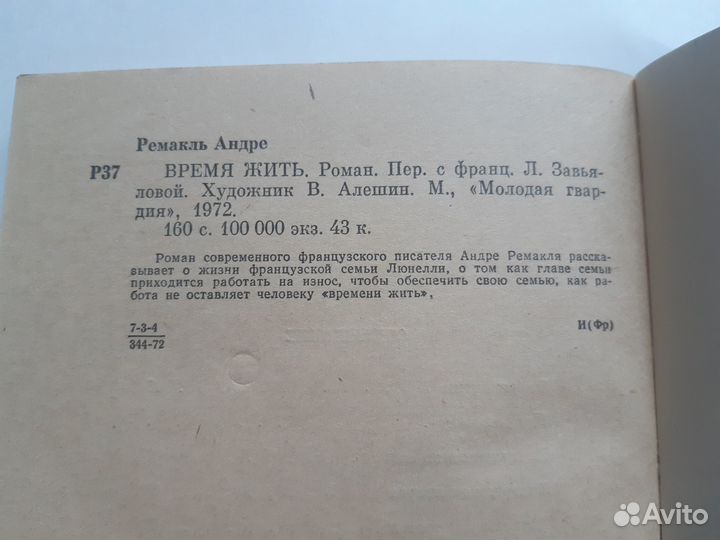 Ремакль Андре
Р37 ВРЕМЯ ЖИТЬ. Роман. Пер. с франц. Л. Завья-
ловой. Художник В. Алешин. М., «Молодая гвар-
дия», 1972.
160 с. 100 000 экз. 43 к.
Роман современного французского писателя Андре Ремакля расска-
зывает о жизни французской семьи Люнелли, о том как главе семьи
приходится работать на износ, чтобы обеспечить свою семью, как ра-
бота не оставляет человеку «времени жить»,
7-3-4
344-72
И(Фр)
Avito